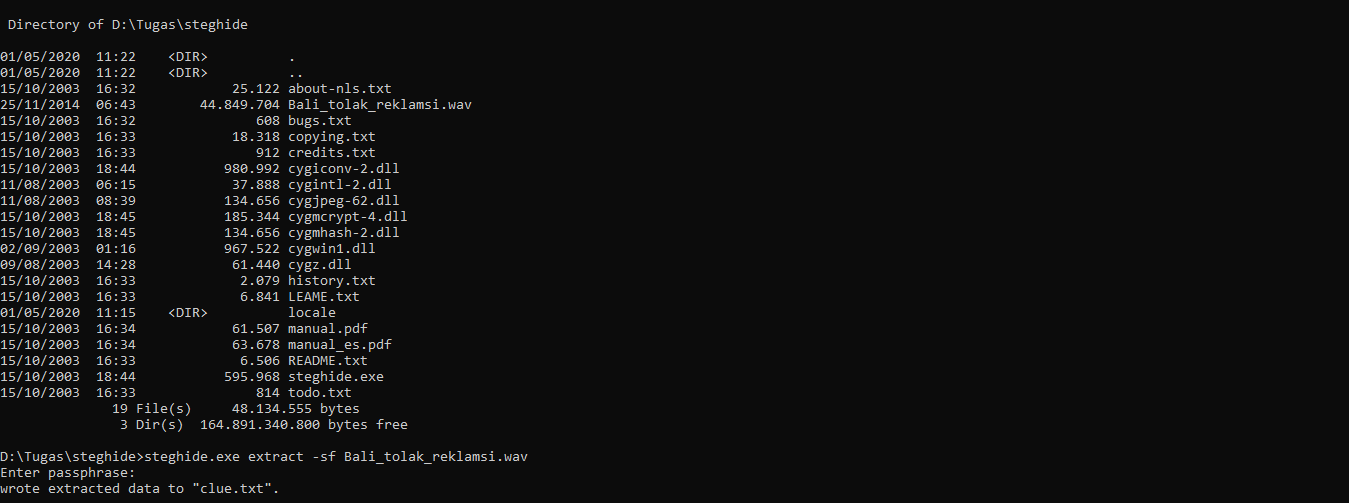 Directory of D:\Tugas\steghide
01/05/2020  11:22    <DIR>          .
01/05/2020  11:22    <DIR>          ..
15/10/2003  16:32            25.122 about-nls.txt
25/11/2014  06:43        44.849.704 Bali_tolak_reklamsi.wav
15/10/2003  16:32               608 bugs.txt
15/10/2003  16:33            18.318 copying.txt
15/10/2003  16:33               912 credits.txt
15/10/2003  18:44           980.992 cygiconv-2.dll
11/08/2003  06:15            37.888 cygintl-2.dll
11/08/2003  08:39           134.656 cygjpeg-62.dll
15/10/2003  18:45           185.344 cygmcrypt-4.dll
15/10/2003  18:45           134.656 cygmhash-2.dll
02/09/2003  01:16           967.522 cygwin1.dll
09/08/2003  14:28            61.440 cygz.dll
15/10/2003  16:33             2.079 history.txt
15/10/2003  16:33             6.841 LEAME.txt
01/05/2020  11:15    <DIR>          locale
15/10/2003  16:34            61.507 manual.pdf
15/10/2003  16:34            63.678 manual_es.pdf
15/10/2003  16:33             6.506 README.txt
15/10/2003  18:44           595.968 steghide.exe
15/10/2003  16:33               814 todo.txt
19 File(s)     48.134.555 bytes
3 Dir(s)  164.891.340.800 bytes free
D:\Tugas\steghide>steghide.exe extract -sf Bali_tolak_reklamsi.wav
Enter passphrase:
wrote extracted data to "clue.txt".